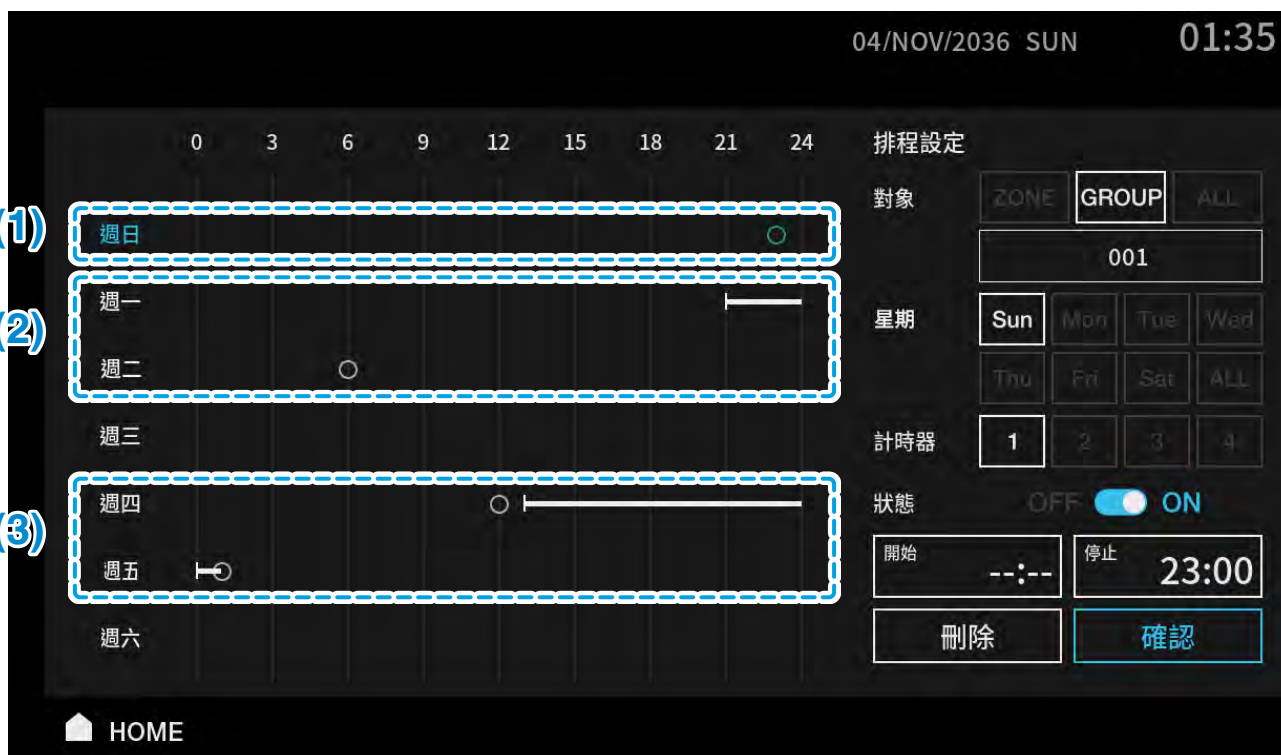 04/NOV/2036 SUN 01:35
0 3 6 9 12 15 18 21 24
排程設定
對象 ZONE GROUP ALL
001
(1) 週日
(2) 週一
週二
星期 Sun Mon Tue Wed
Thu Fri Sat ALL
週三
計時器 1 2 3 4
(3) 週四
週五
狀態 OFF ON
開始 --:-- 停止 23:00
週六
刪除 確認
HOME